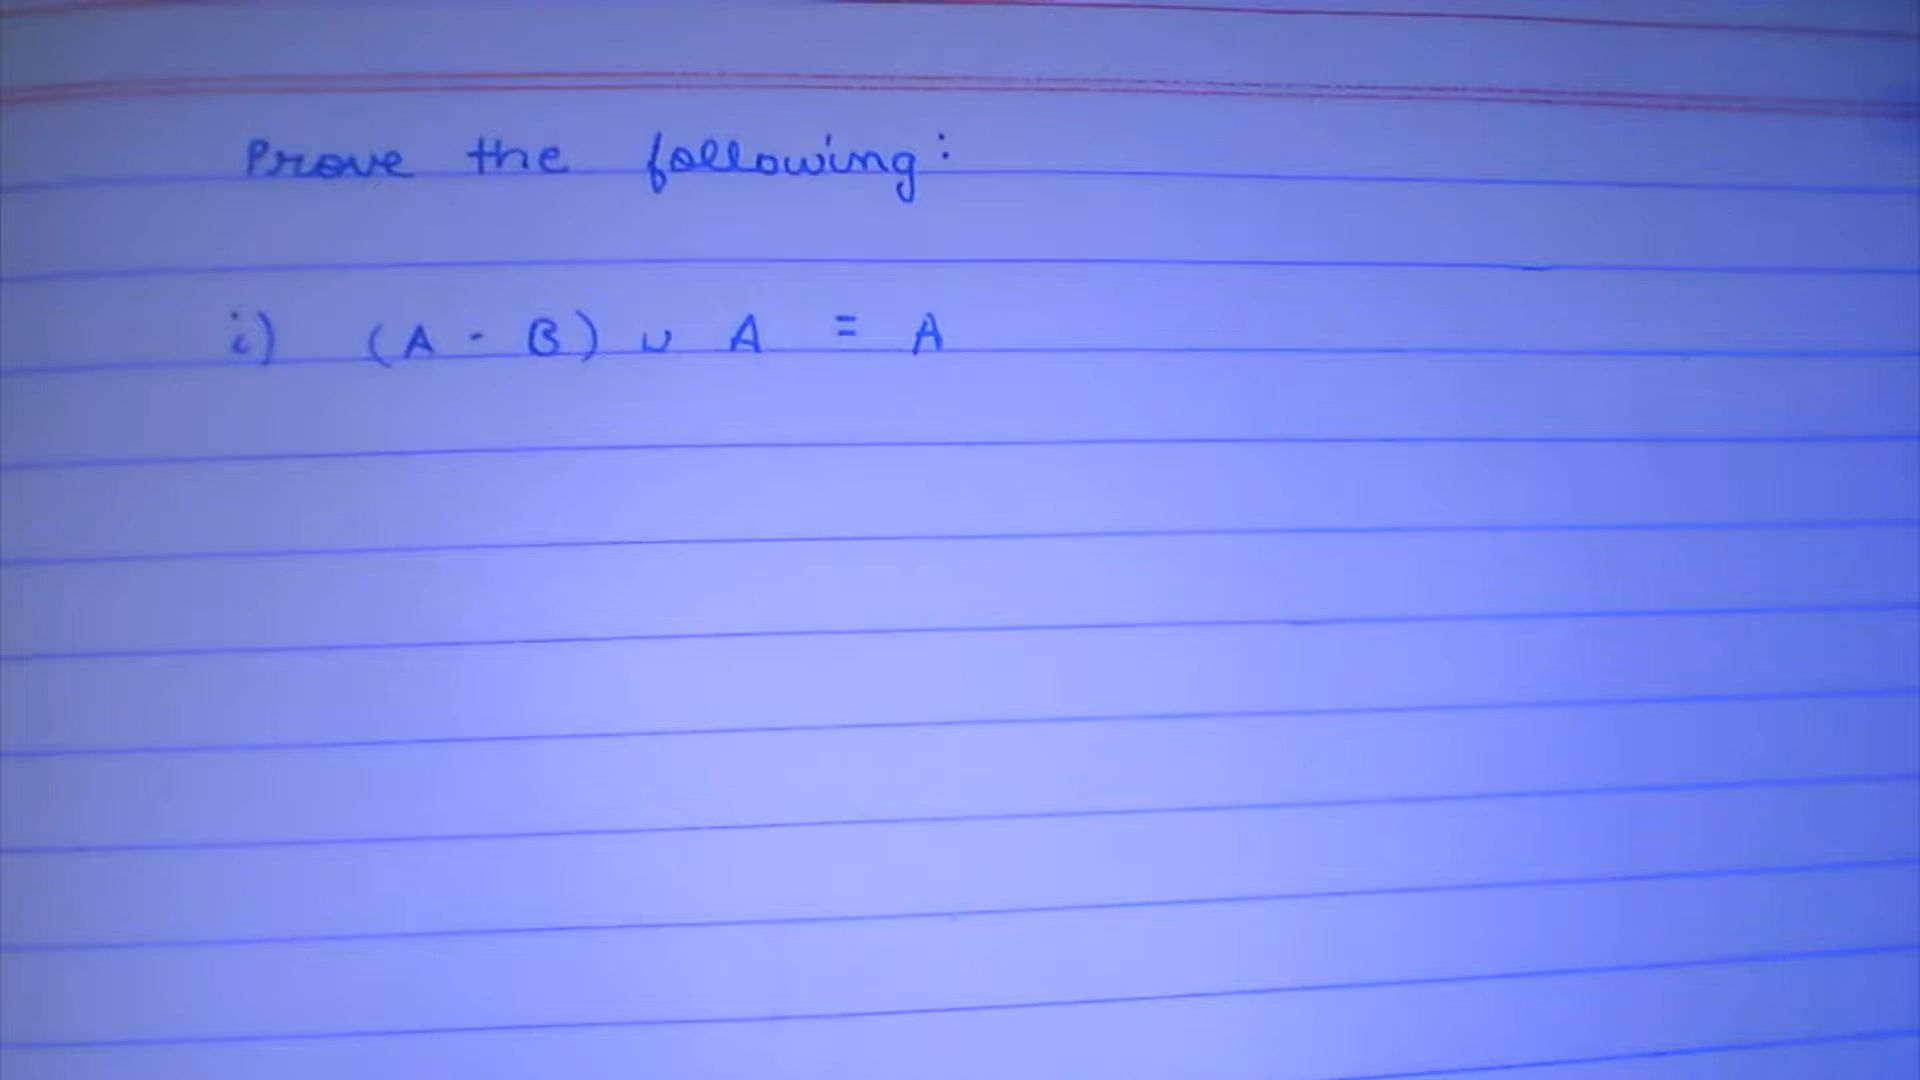 Prove the following:
i) (A - B) ∪ A = A